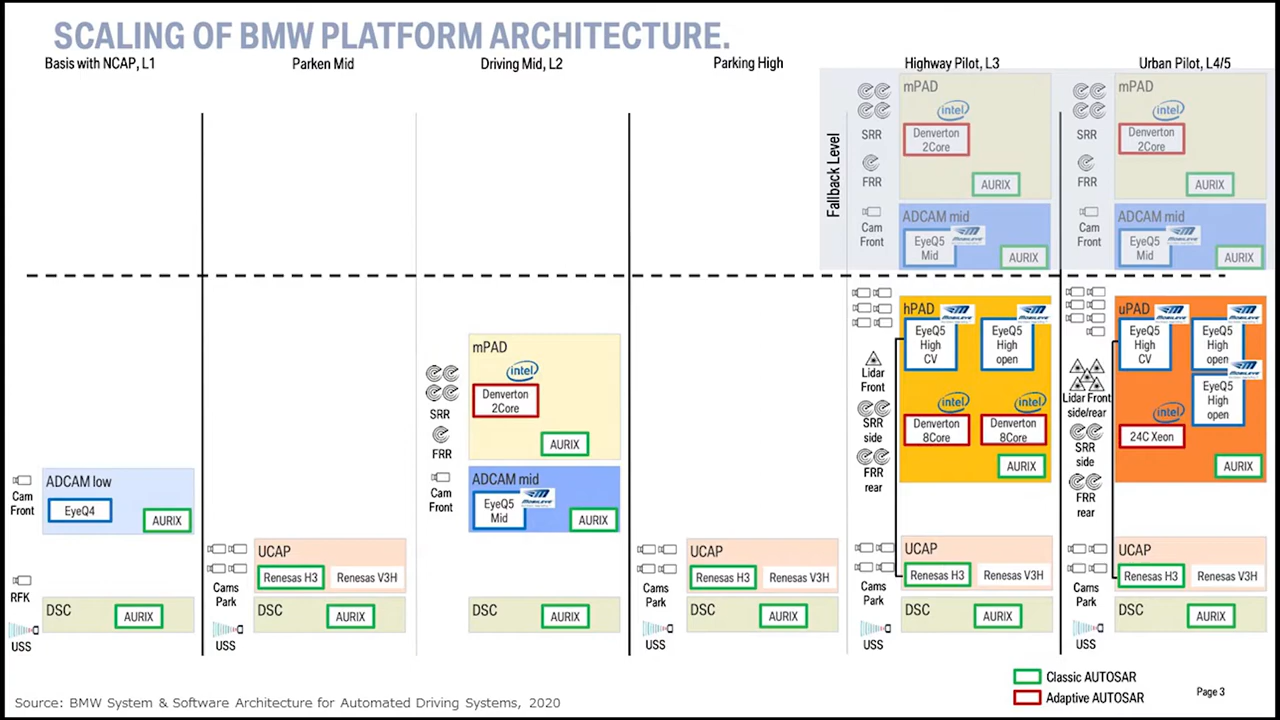 SCALING OF BMW PLATFORM ARCHITECTURE.
Basis with NCAP, L1
Parken Mid
Driving Mid, L2
Parking High
Highway Pilot, L3
Urban Pilot, L4/5
Cam
Front
ADCAM low
EyeQ4
AURIX
RFK
USS
DSC
AURIX
Cams
Park
UCAP
Renesas H3
Renesas V3H
USS
DSC
AURIX
SRR
FRR
mPAD
intel
Denverton
2Core
AURIX
Cam
Front
ADCAM mid
EyeQ5
Mid
MOBILEYE
AURIX
DSC
AURIX
Cams
Park
UCAP
Renesas H3
Renesas V3H
USS
DSC
AURIX
Fallback Level
SRR
FRR
mPAD
intel
Denverton
2Core
AURIX
Cam
Front
ADCAM mid
EyeQ5
Mid
MOBILEYE
AURIX
Lidar
Front
SRR
side
FRR
rear
hPAD
MOBILEYE
EyeQ5
High
CV
MOBILEYE
EyeQ5
High
open
intel
Denverton
8Core
intel
Denverton
8Core
AURIX
Cams
Park
UCAP
Renesas H3
Renesas V3H
USS
DSC
AURIX
SRR
FRR
mPAD
intel
Denverton
2Core
AURIX
Cam
Front
ADCAM mid
EyeQ5
Mid
MOBILEYE
AURIX
Lidar Front
side/rear
SRR
side
FRR
rear
uPAD
MOBILEYE
EyeQ5
High
CV
MOBILEYE
EyeQ5
High
open
MOBILEYE
EyeQ5
High
open
intel
24C Xeon
AURIX
Cams
Park
UCAP
Renesas H3
Renesas V3H
USS
DSC
AURIX
Classic AUTOSAR
Adaptive AUTOSAR
Page 3
Source: BMW System & Software Architecture for Automated Driving Systems, 2020